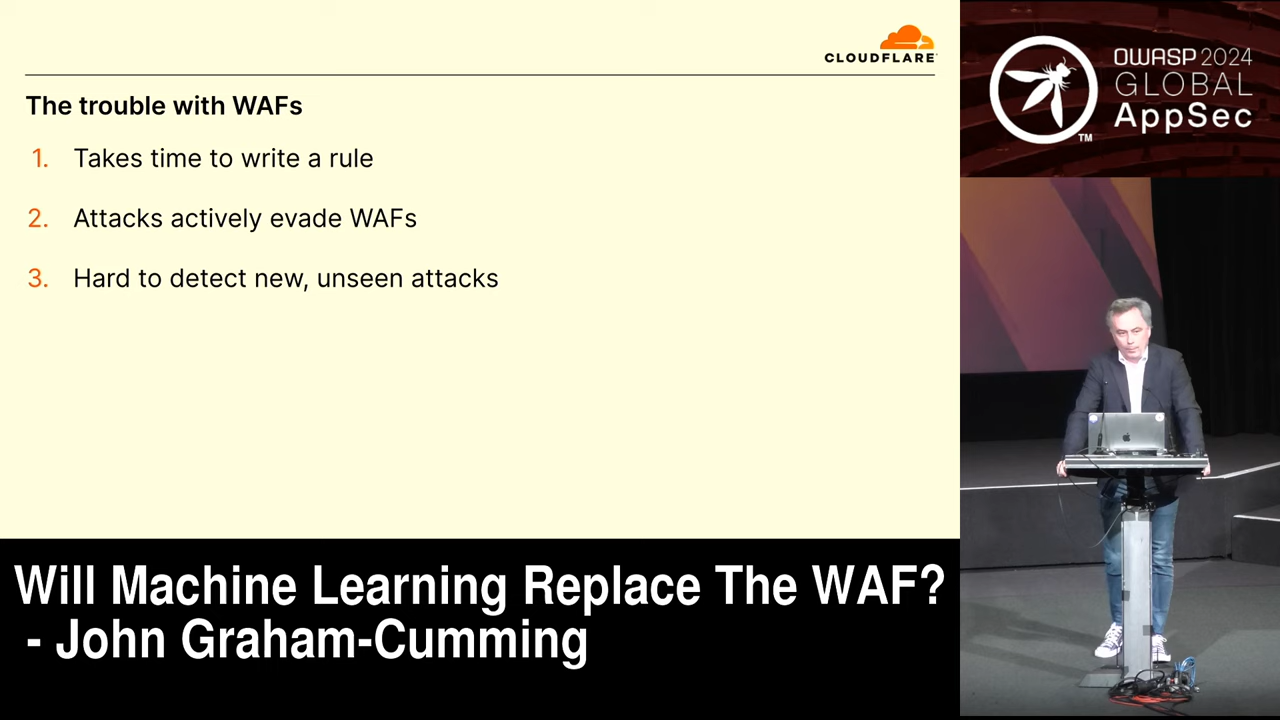 CLOUDFLARE
The trouble with WAFs
1. Takes time to write a rule
2. Attacks actively evade WAFs
3. Hard to detect new, unseen attacks
OWASP 2024
GLOBAL
AppSec
TM
Will Machine Learning Replace The WAF?
- John Graham-Cumming